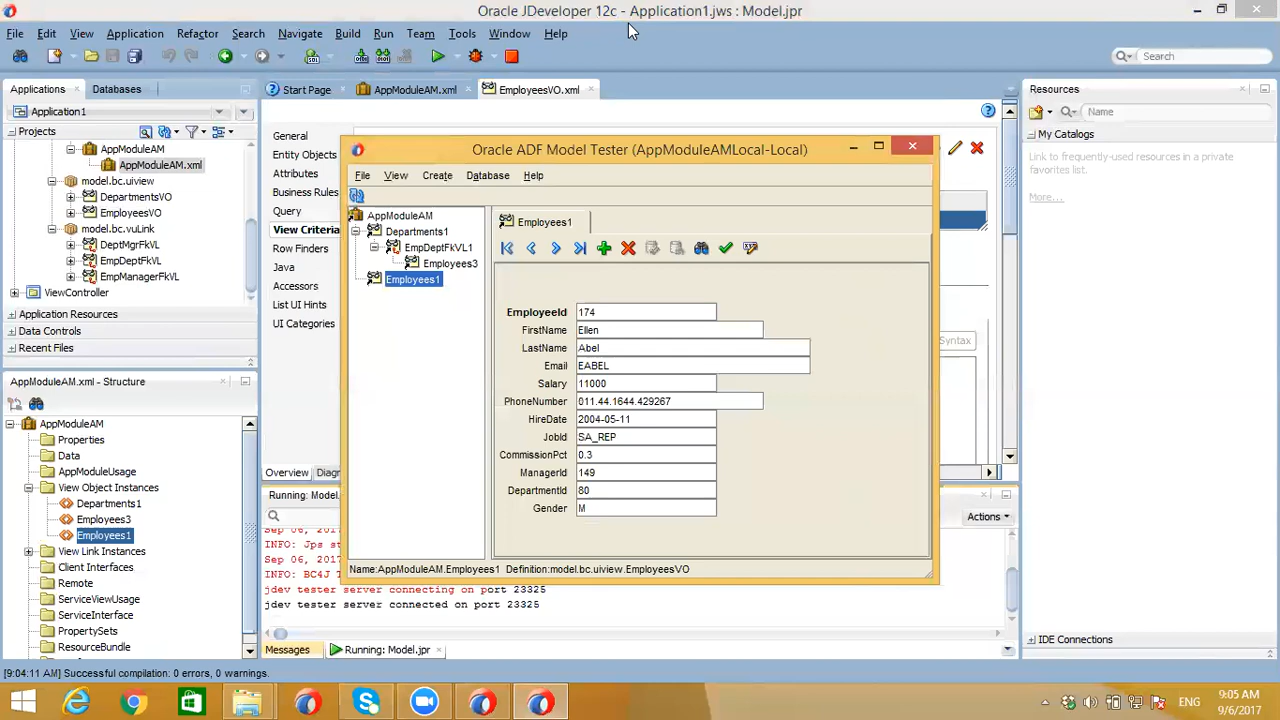 Oracle JDeveloper 12c - Application1.jws : Model.jpr
File Edit View Application Refactor Search Navigate Build Run Team Tools Window Help
Search
Applications
Databases
Application1
Projects
AppModuleAM
AppModuleAM.xml
model.bc.uiview
DepartmentsVO
EmployeesVO
model.bc.vuLink
DeptMgrFkVL
EmpDeptFkVL
EmpManagerFkVL
ViewController
Application Resources
Data Controls
Recent Files
AppModuleAM.xml - Structure
AppModuleAM
Properties
Data
AppModuleUsage
View Object Instances
Departments1
Employees3
Employees1
View Link Instances
Client Interfaces
Remote
ServiceViewUsage
ServiceInterface
PropertySets
ResourceBundle
Start Page
AppModuleAM.xml
EmployeesVO.xml
General
Entity Objects
Attributes
Business Rules
Query
View Criteria
Row Finders
Java
Accessors
List UI Hints
UI Categories
Syntax
Overview
Oracle ADF Model Tester (AppModuleAMLocal-Local)
File View Create Database Help
AppModuleAM
Departments1
EmpDeptFkVL1
Employees3
Employees1
Employees1
EmployeeId 174
FirstName Ellen
LastName Abel
Email EABEL
Salary 11000
PhoneNumber 011.44.1644.429267
HireDate 2004-05-11
JobId SA_REP
CommissionPct 0.3
ManagerId 149
DepartmentId 80
Gender M
Name:AppModuleAM.Employees1 Definition:model.bc.uiview.EmployeesVO
Running: Model.
Actions
INFO: Jps
Sep 06, 2017
INFO: BC4J
jdev tester server connecting on port 23325
jdev tester server connected on port 23325
Messages
Running: Model.jpr
Resources
Name
My Catalogs
Link to frequently-used resources in a private
favorites list.
More...
IDE Connections
[9:04:11 AM] Successful compilation: 0 errors, 0 warnings.
ENG
9:05 AM
9/6/2017